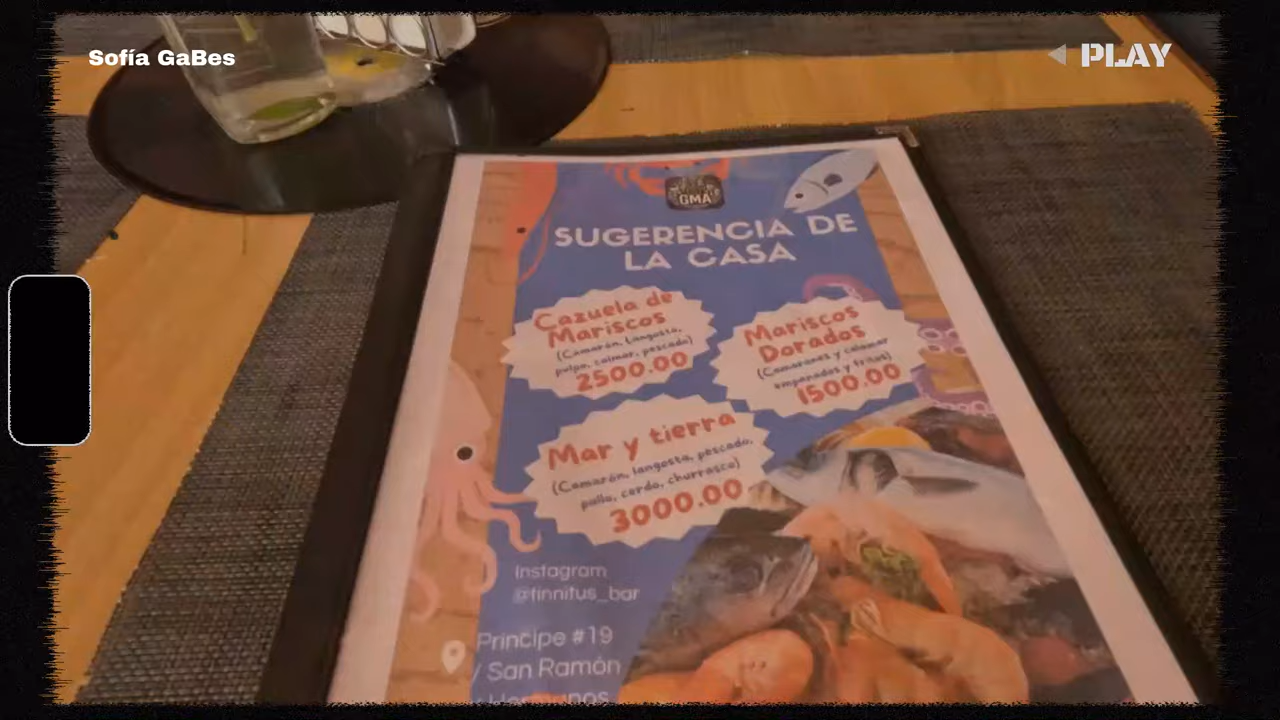 Sofía GaBes
PLAY
GMA
SUGERENCIA DE
LA CASA
Cazuela de
Mariscos
(Camarón, langosta,
pulpo, calmar, pescado)
2500.00
Mariscos
Dorados
(Camarones y calamar
empanados y fritos)
1500.00
Mar y tierra
(Camarón, langosta, pescado,
pollo, cerdo, churrasco)
3000.00
Instagram
@finnitus_bar
Principe #19
/ San Ramón